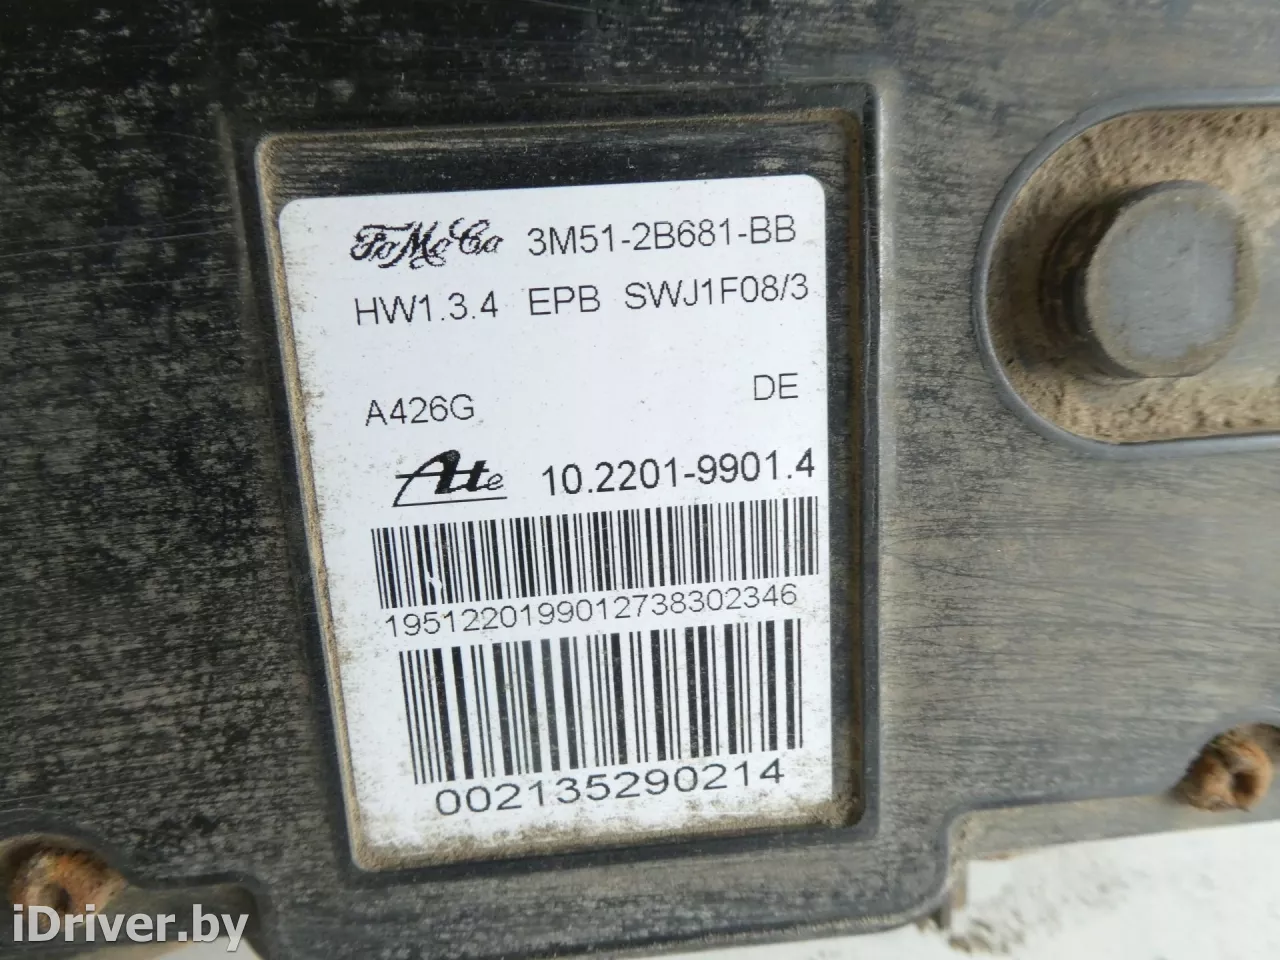 FoMoCo 3M51-2B681-BB
HW1.3.4 EPB SWJ1F08/3
A426G DE
Ate 10.2201-9901.4
1951220199012738302346
002135290214
iDriver.by